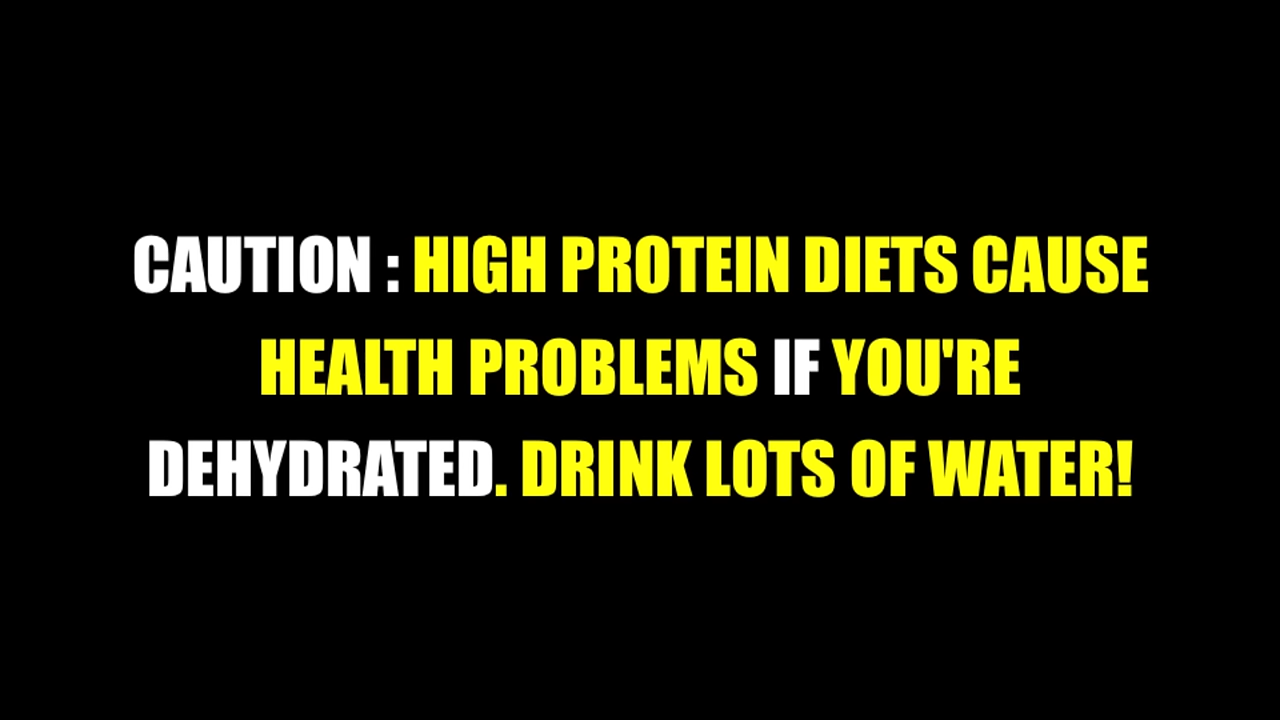 CAUTION : HIGH PROTEIN DIETS CAUSE
HEALTH PROBLEMS IF YOU'RE
DEHYDRATED. DRINK LOTS OF WATER!